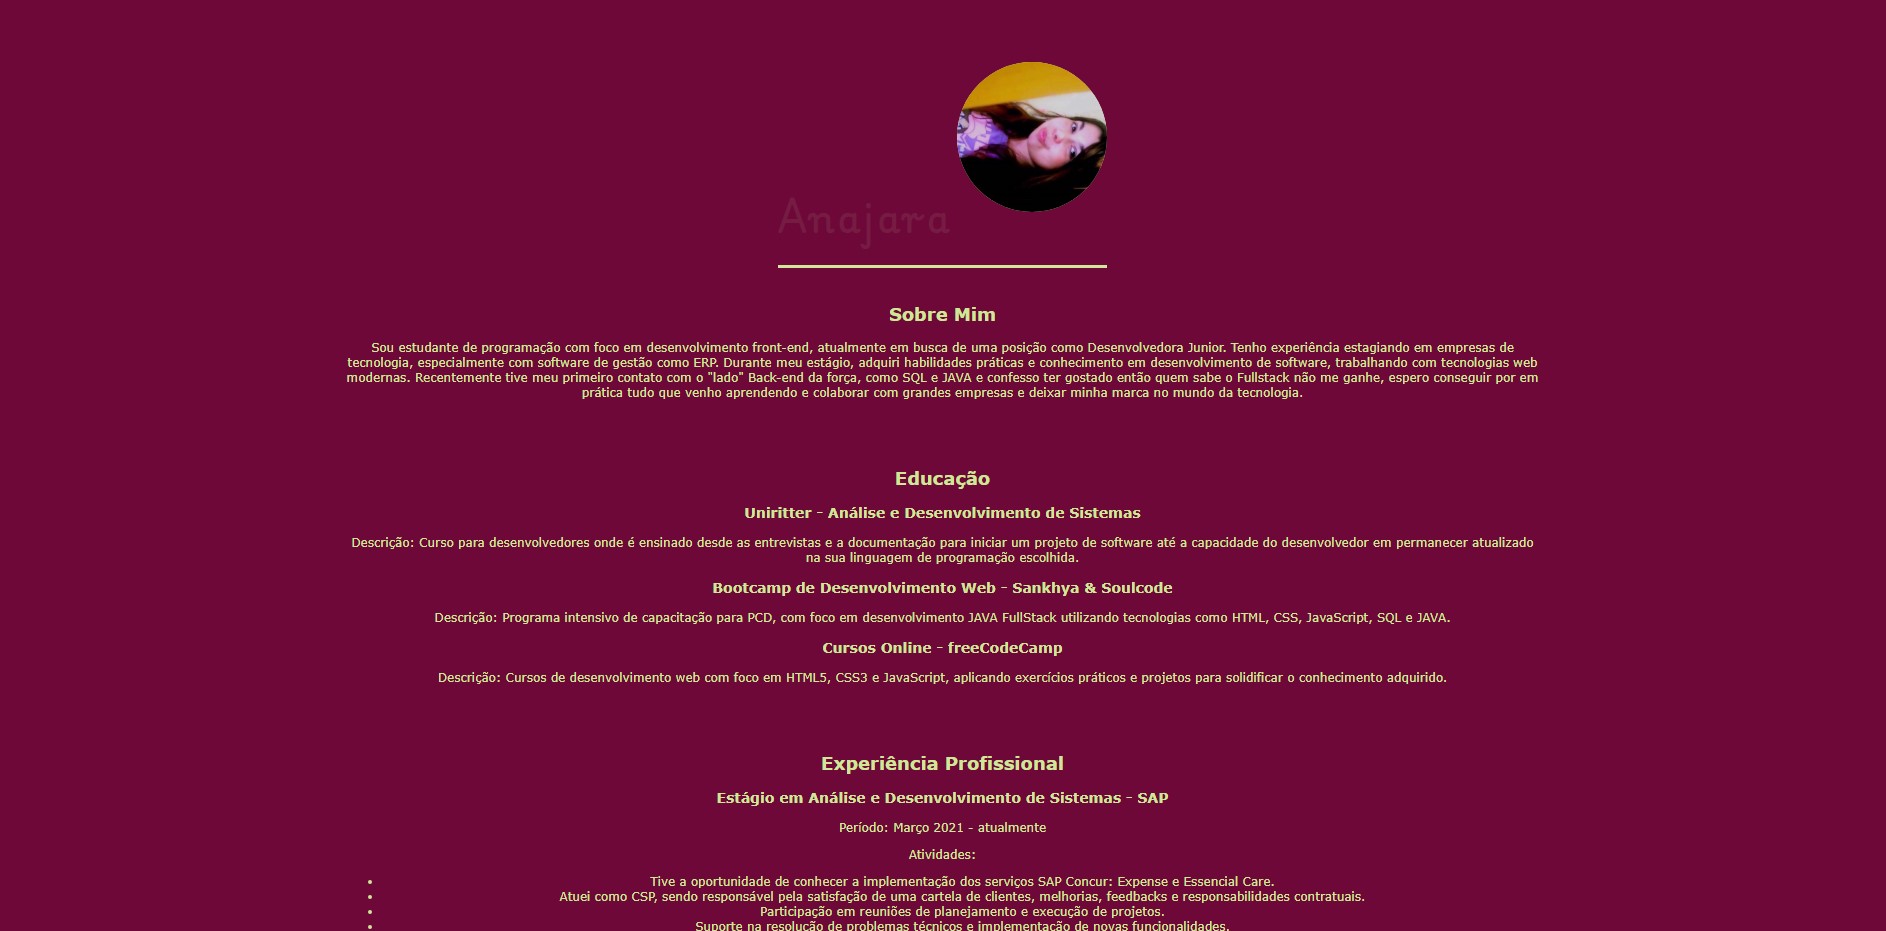 Anajara
Sobre Mim
Sou estudante de programação com foco em desenvolvimento front-end, atualmente em busca de uma posição como Desenvolvedora Junior. Tenho experiência estagiando em empresas de
tecnologia, especialmente com software de gestão como ERP. Durante meu estágio, adquiri habilidades práticas e conhecimento em desenvolvimento de software, trabalhando com tecnologias web
modernas. Recentemente tive meu primeiro contato com o "lado" Back-end da força, como SQL e JAVA e confesso ter gostado então quem sabe o Fullstack não me ganhe, espero conseguir por em
prática tudo que venho aprendendo e colaborar com grandes empresas e deixar minha marca no mundo da tecnologia.
Educação
Uniritter - Análise e Desenvolvimento de Sistemas
Descrição: Curso para desenvolvedores onde é ensinado desde as entrevistas e a documentação para iniciar um projeto de software até a capacidade do desenvolvedor em permanecer atualizado
na sua linguagem de programação escolhida.
Bootcamp de Desenvolvimento Web - Sankhya & Soulcode
Descrição: Programa intensivo de capacitação para PCD, com foco em desenvolvimento JAVA FullStack utilizando tecnologias como HTML, CSS, JavaScript, SQL e JAVA.
Cursos Online - freeCodeCamp
Descrição: Cursos de desenvolvimento web com foco em HTML5, CSS3 e JavaScript, aplicando exercícios práticos e projetos para solidificar o conhecimento adquirido.
Experiência Profissional
Estágio em Análise e Desenvolvimento de Sistemas - SAP
Período: Março 2021 - atualmente
Atividades:
• Tive a oportunidade de conhecer a implementação dos serviços SAP Concur: Expense e Essencial Care.
• Atuei como CSP, sendo responsável pela satisfação de uma cartela de clientes, melhorias, feedbacks e responsabilidades contratuais.
• Participação em reuniões de planejamento e execução de projetos.
• Suporte na resolução de problemas técnicos e implementação de novas funcionalidades.